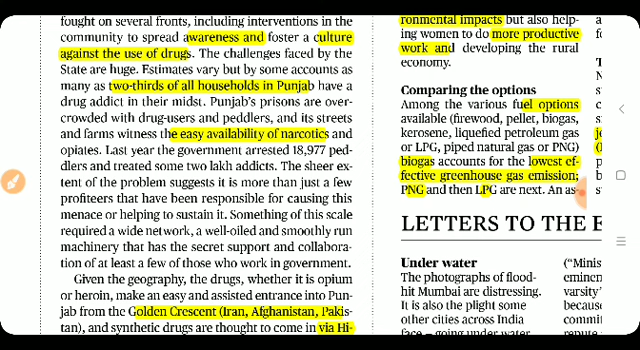 fought on several fronts, including interventions in the
community to spread awareness and foster a culture
against the use of drugs. The challenges faced by the
State are huge. Estimates vary but by some accounts as
many as two-thirds of all households in Punjab have a
drug addict in their midst. Punjab's prisons are over-
crowded with drug-users and peddlers, and its streets
and farms witness the easy availability of narcotics and
opiates. Last year the government arrested 18,977 ped-
dlers and treated some two lakh addicts. The sheer ex-
tent of the problem suggests it is more than just a few
profiteers that have been responsible for causing this
menace or helping to sustain it. Something of this scale
required a wide network, a well-oiled and smoothly run
machinery that has the secret support and collabora-
tion of at least a few of those who work in government.
Given the geography, the drugs, whether it is opium
or heroin, make an easy and assisted entrance into Pun-
jab from the Golden Crescent (Iran, Afghanistan, Pakis-
tan), and synthetic drugs are thought to come in via Hi-
ronmental impacts but also help-
ing women to do more productive
work and developing the rural
economy.
Comparing the options
Among the various fuel options
available (firewood, pellet, biogas,
kerosene, liquefied petroleum gas
or LPG, piped natural gas or PNG)
biogas accounts for the lowest ef-
fective greenhouse gas emission;
PNG and then LPG are next. An as-
LETTERS TO THE E
Under water
The photographs of flood-
hit Mumbai are distressing.
It is also the plight some
other cities across India
face – going under water
("Minis
eminen
varsity'
because
commit